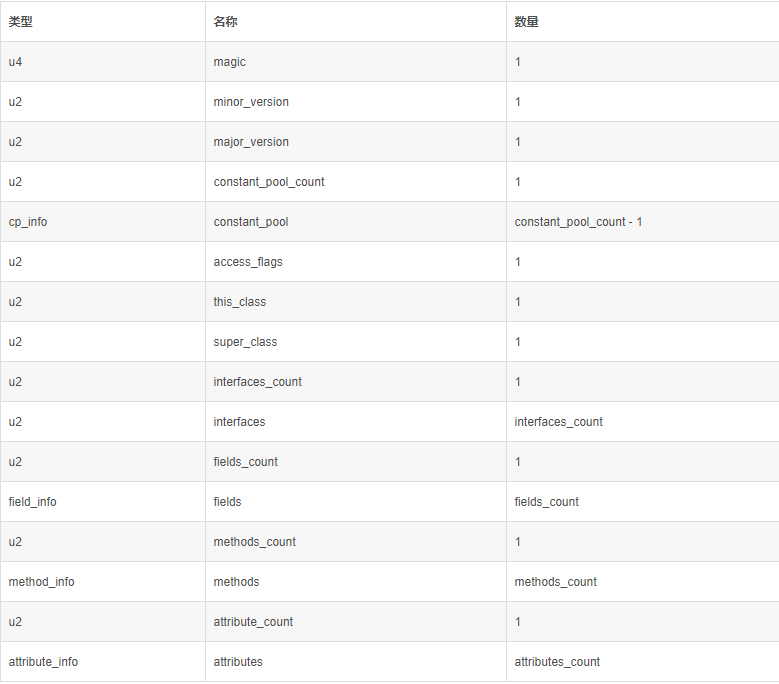 类型 名称 数量
u4 magic 1
u2 minor_version 1
u2 major_version 1
u2 constant_pool_count 1
cp_info constant_pool constant_pool_count - 1
u2 access_flags 1
u2 this_class 1
u2 super_class 1
u2 interfaces_count 1
u2 interfaces interfaces_count
u2 fields_count 1
field_info fields fields_count
u2 methods_count 1
method_info methods methods_count
u2 attribute_count 1
attribute_info attributes attributes_count